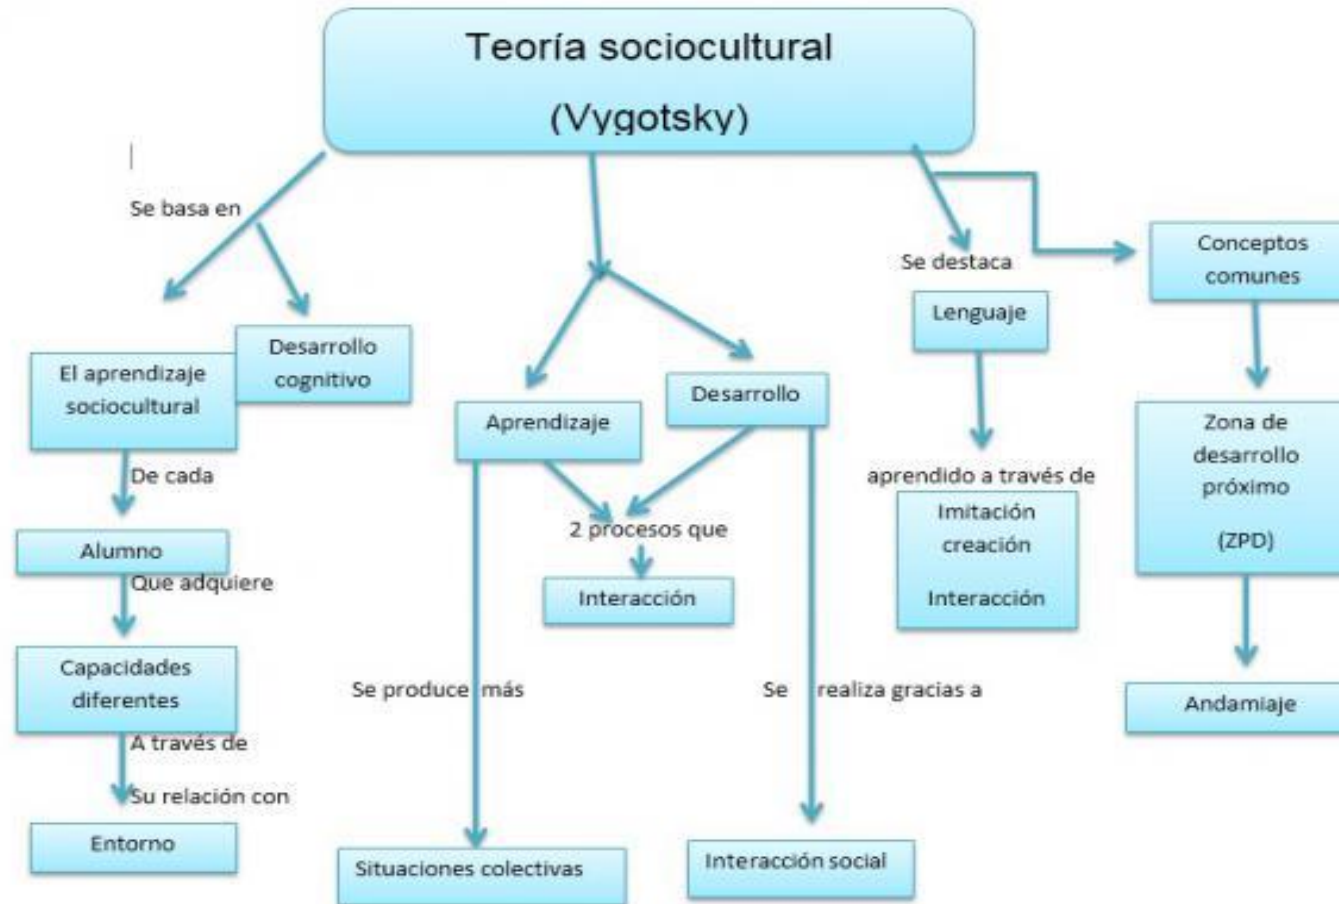 Teoría sociocultural
(Vygotsky)
Se basa en
El aprendizaje
sociocultural
Desarrollo
cognitivo
De cada
Alumno
Que adquiere
Capacidades
diferentes
A través de
Su relación con
Entorno
Aprendizaje
Desarrollo
2 procesos que
Interacción
Se produce más
Situaciones colectivas
Se realiza gracias a
Interacción social
Se destaca
Lenguaje
aprendido a través de
Imitación
creación
Interacción
Conceptos
comunes
Zona de
desarrollo
próximo
(ZPD)
Andamiaje